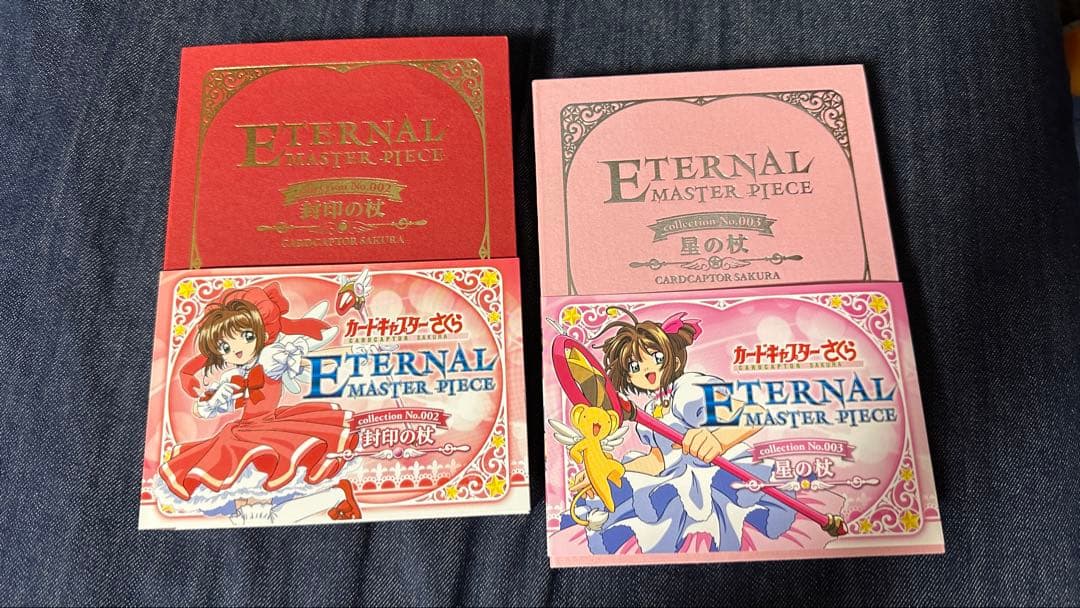 ETERNAL
MASTER PIECE
collection No.002
封印の杖
CARDCAPTOR SAKURA
カードキャプターさくら
CARDCAPTOR SAKURA
ETERNAL
MASTER PIECE
collection No.002
封印の杖
ETERNAL
MASTER PIECE
collection No.003
星の杖
CARDCAPTOR SAKURA
カードキャプターさくら
CARDCAPTOR SAKURA
ETERNAL
MASTER PIECE
collection No.003
星の杖